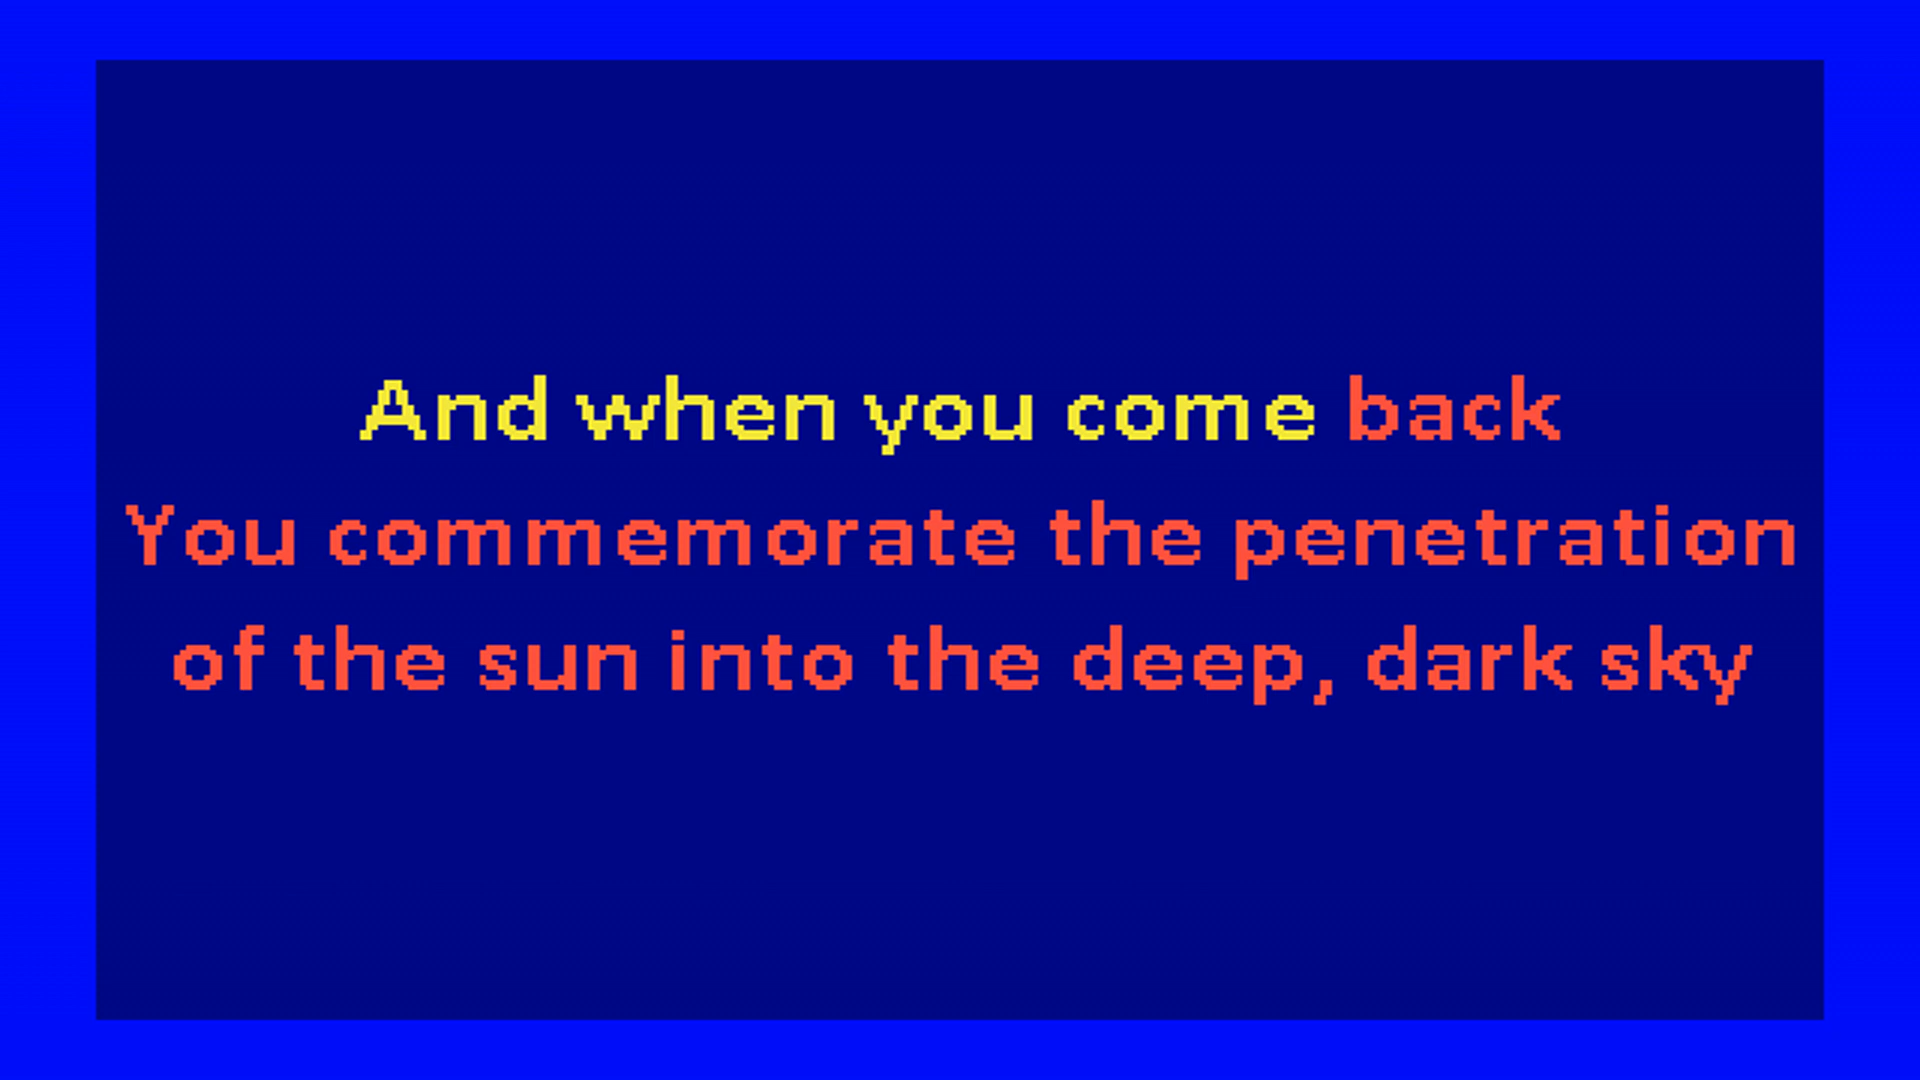 And when you come back
You commemorate the penetration
of the sun into the deep, dark sky